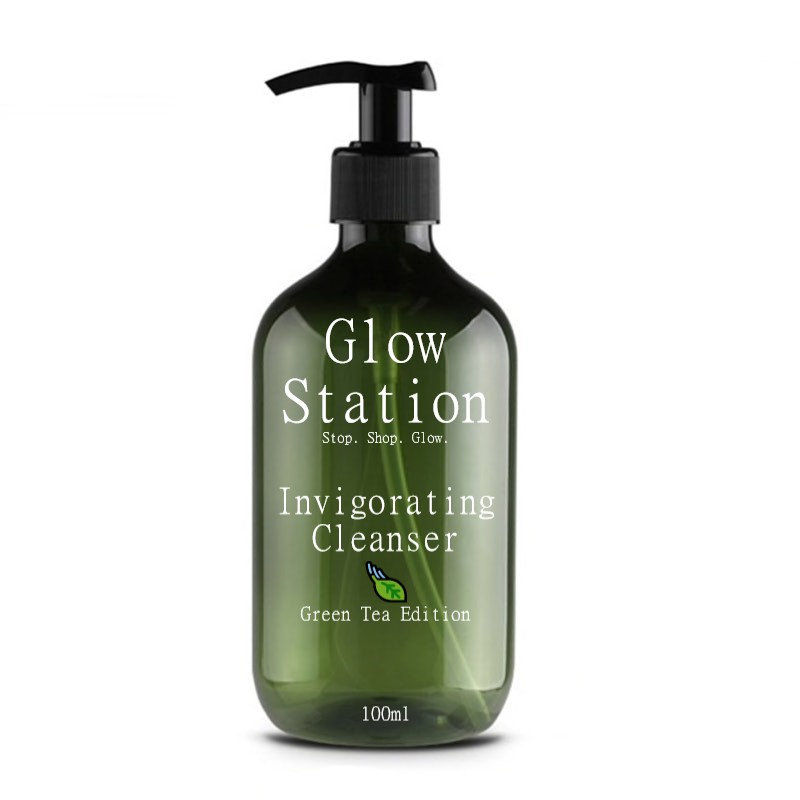 Glow
Station
Stop. Shop. Glow.
Invigorating
Cleanser
Green Tea Edition
100ml